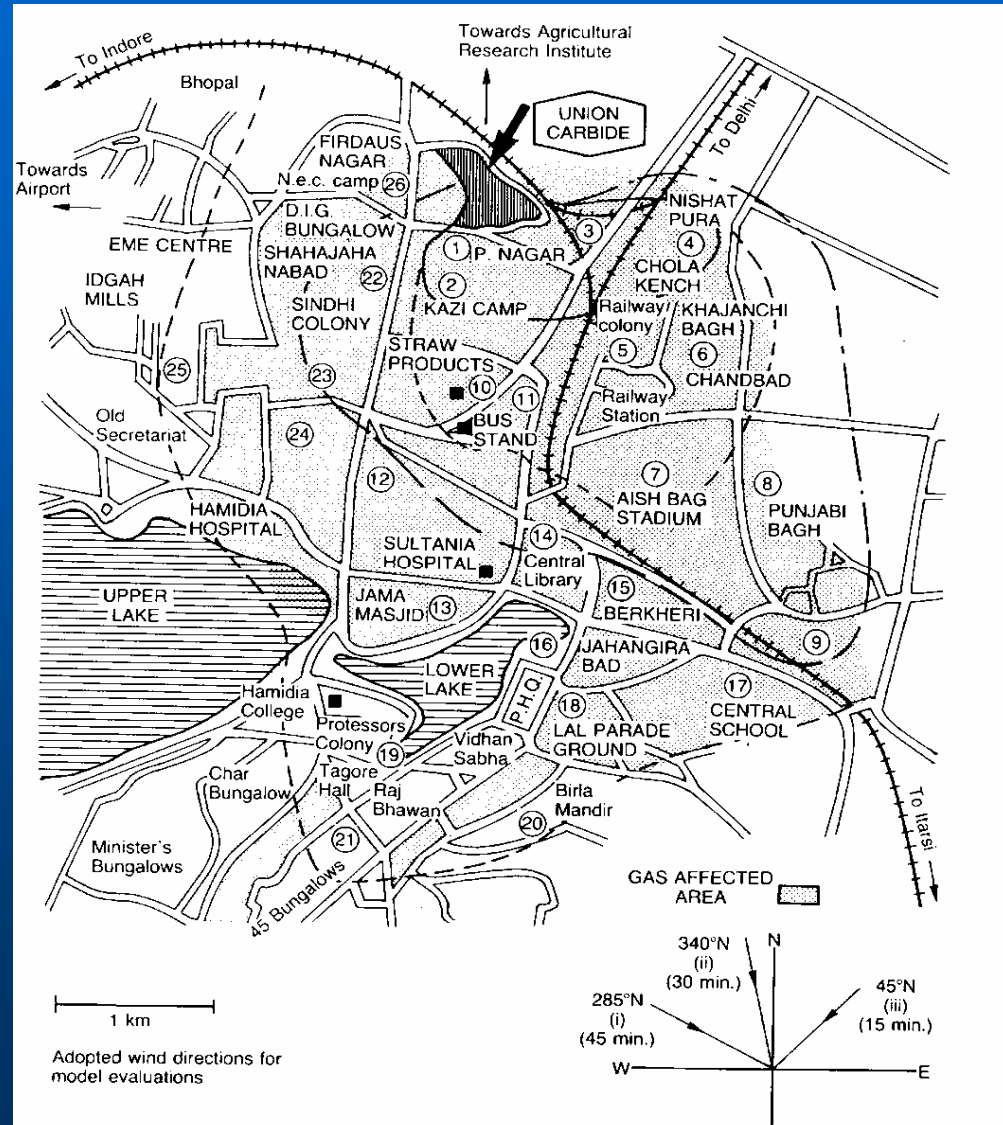 To Indore
Towards Agricultural
Research Institute
Bhopal
UNION
CARBIDE
To Delhi
FIRDAUS
NAGAR
N.e.c. camp 26
Towards
Airport
D.I.G.
BUNGALOW
NISHAT
PURA
3
4
EME CENTRE
SHAHAJAHA
NABAD
22
1 P. NAGAR
CHOLA
KENCH
IDGAH
MILLS
SINDHI
COLONY
2
KAZI CAMP
Railway
colony
5
KHAJANCHI
BAGH
6
CHANDBAD
STRAW
PRODUCTS
10
11
25
23
BUS
STAND
Railway
Station
Old
Secretariat
24
12
7
AISH BAG
STADIUM
8
PUNJABI
BAGH
HAMIDIA
HOSPITAL
SULTANIA
HOSPITAL
14
Central
Library
UPPER
LAKE
JAMA
MASJID 13
15
BERKHERI
16
JAHANGIRA
BAD
9
LOWER
LAKE
P.H.Q.
17
CENTRAL
SCHOOL
Hamidia
College
Professors
Colony
19
18
LAL PARADE
GROUND
Vidhan
Sabha
Char
Bungalow
Tagore
Hall
Raj
Bhawan
Birla
Mandir
20
To Itarsi
Minister's
Bungalows
21
45 Bungalows
GAS AFFECTED
AREA
340°N
(ii)
(30 min.)
N
285°N
(i)
(45 min.)
45°N
(iii)
(15 min.)
W
E
1 km
Adopted wind directions for
model evaluations